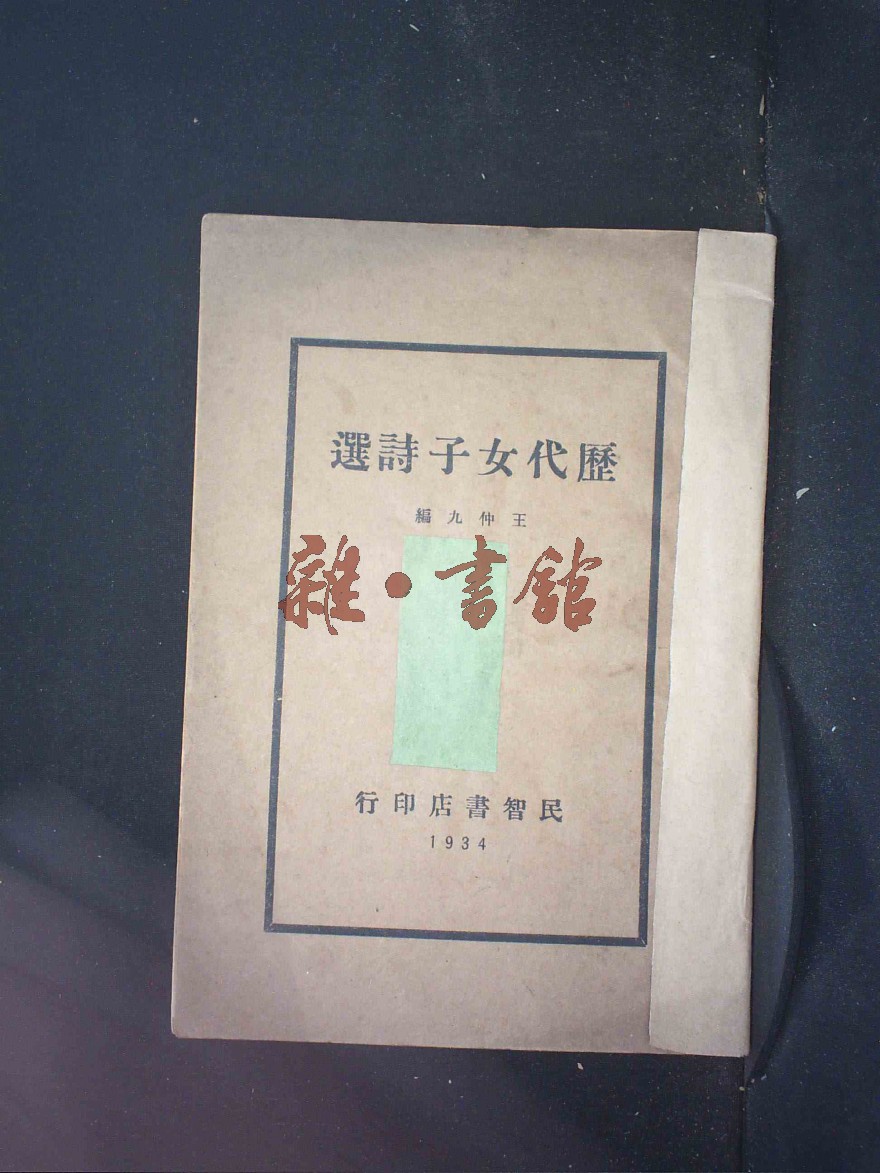 歷代女子詩選
王仲九編
雜·書館
民智書店印行
1934